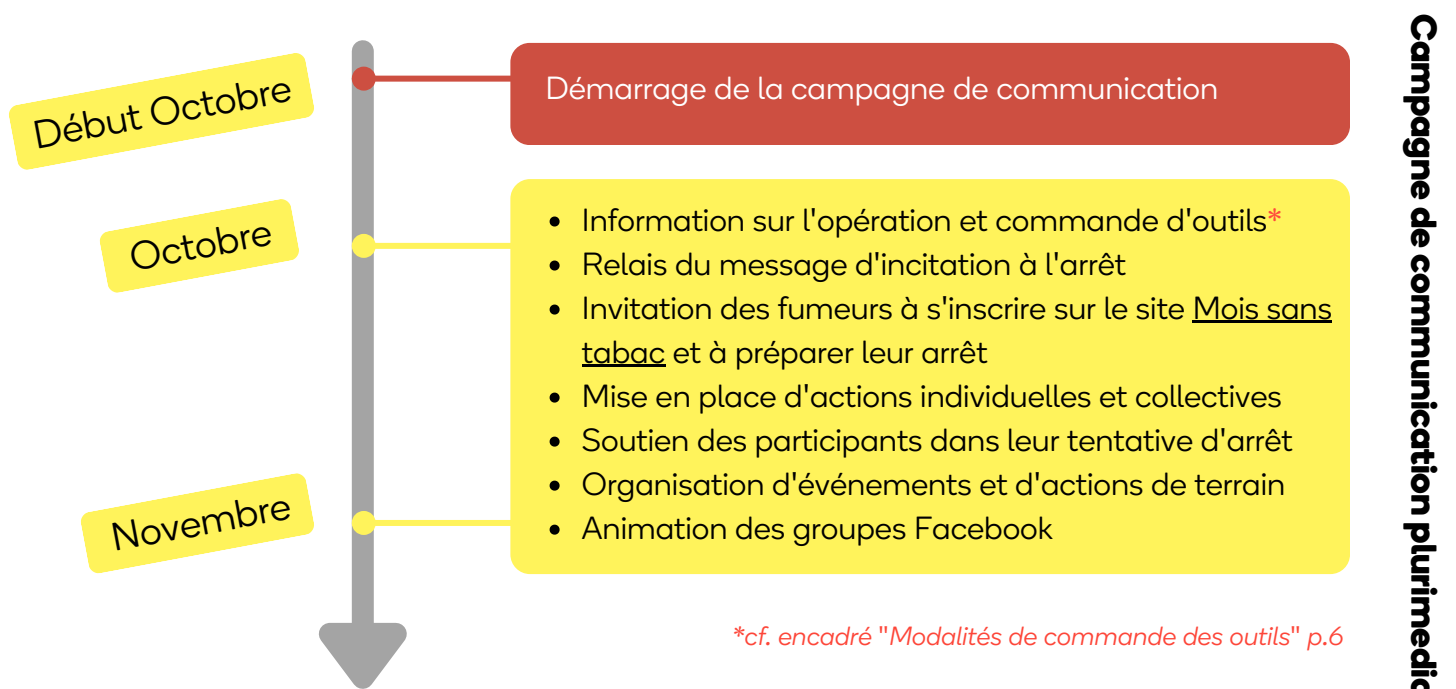 Début Octobre
Démarrage de la campagne de communication
Octobre
• Information sur l'opération et commande d'outils*
• Relais du message d'incitation à l'arrêt
• Invitation des fumeurs à s'inscrire sur le site Mois sans
tabac et à préparer leur arrêt
• Mise en place d'actions individuelles et collectives
• Soutien des participants dans leur tentative d'arrêt
• Organisation d'événements et d'actions de terrain
• Animation des groupes Facebook
Novembre
*cf. encadré "Modalités de commande des outils" p.6
Campagne de communication plurimedia